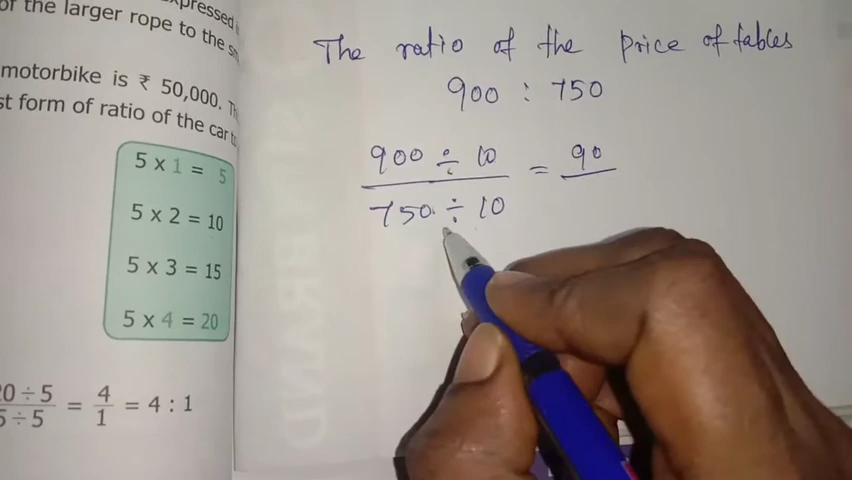 expressed
of the larger rope to the
motorbike is ₹ 50,000.
form of ratio of the car
5 x 1 = 5
5 x 2 = 10
5 x 3 = 15
5 x 4 = 20
20 ÷ 5 / 5 ÷ 5 = 4 / 1 = 4 : 1
The ratio of the price of tables
900 : 750
900 ÷ 10 / 750 ÷ 10 = 90